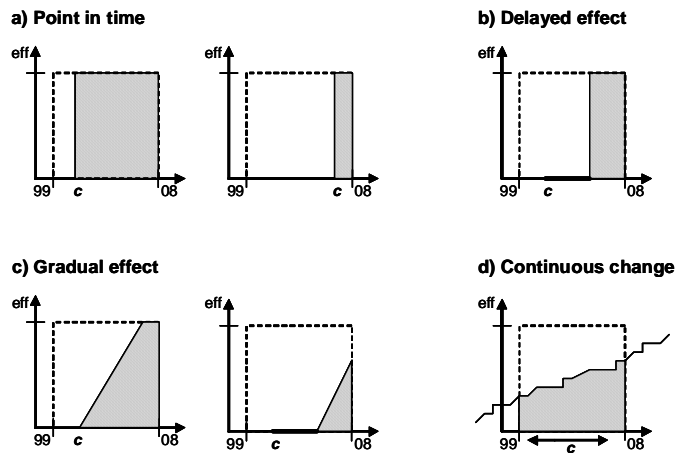 a) Point in time
b) Delayed effect
eff
eff
eff
99 c 08
99 c 08
99 c 08
c) Gradual effect
d) Continuous change
eff
eff
eff
99 c 08
99 c 08
99 c 08